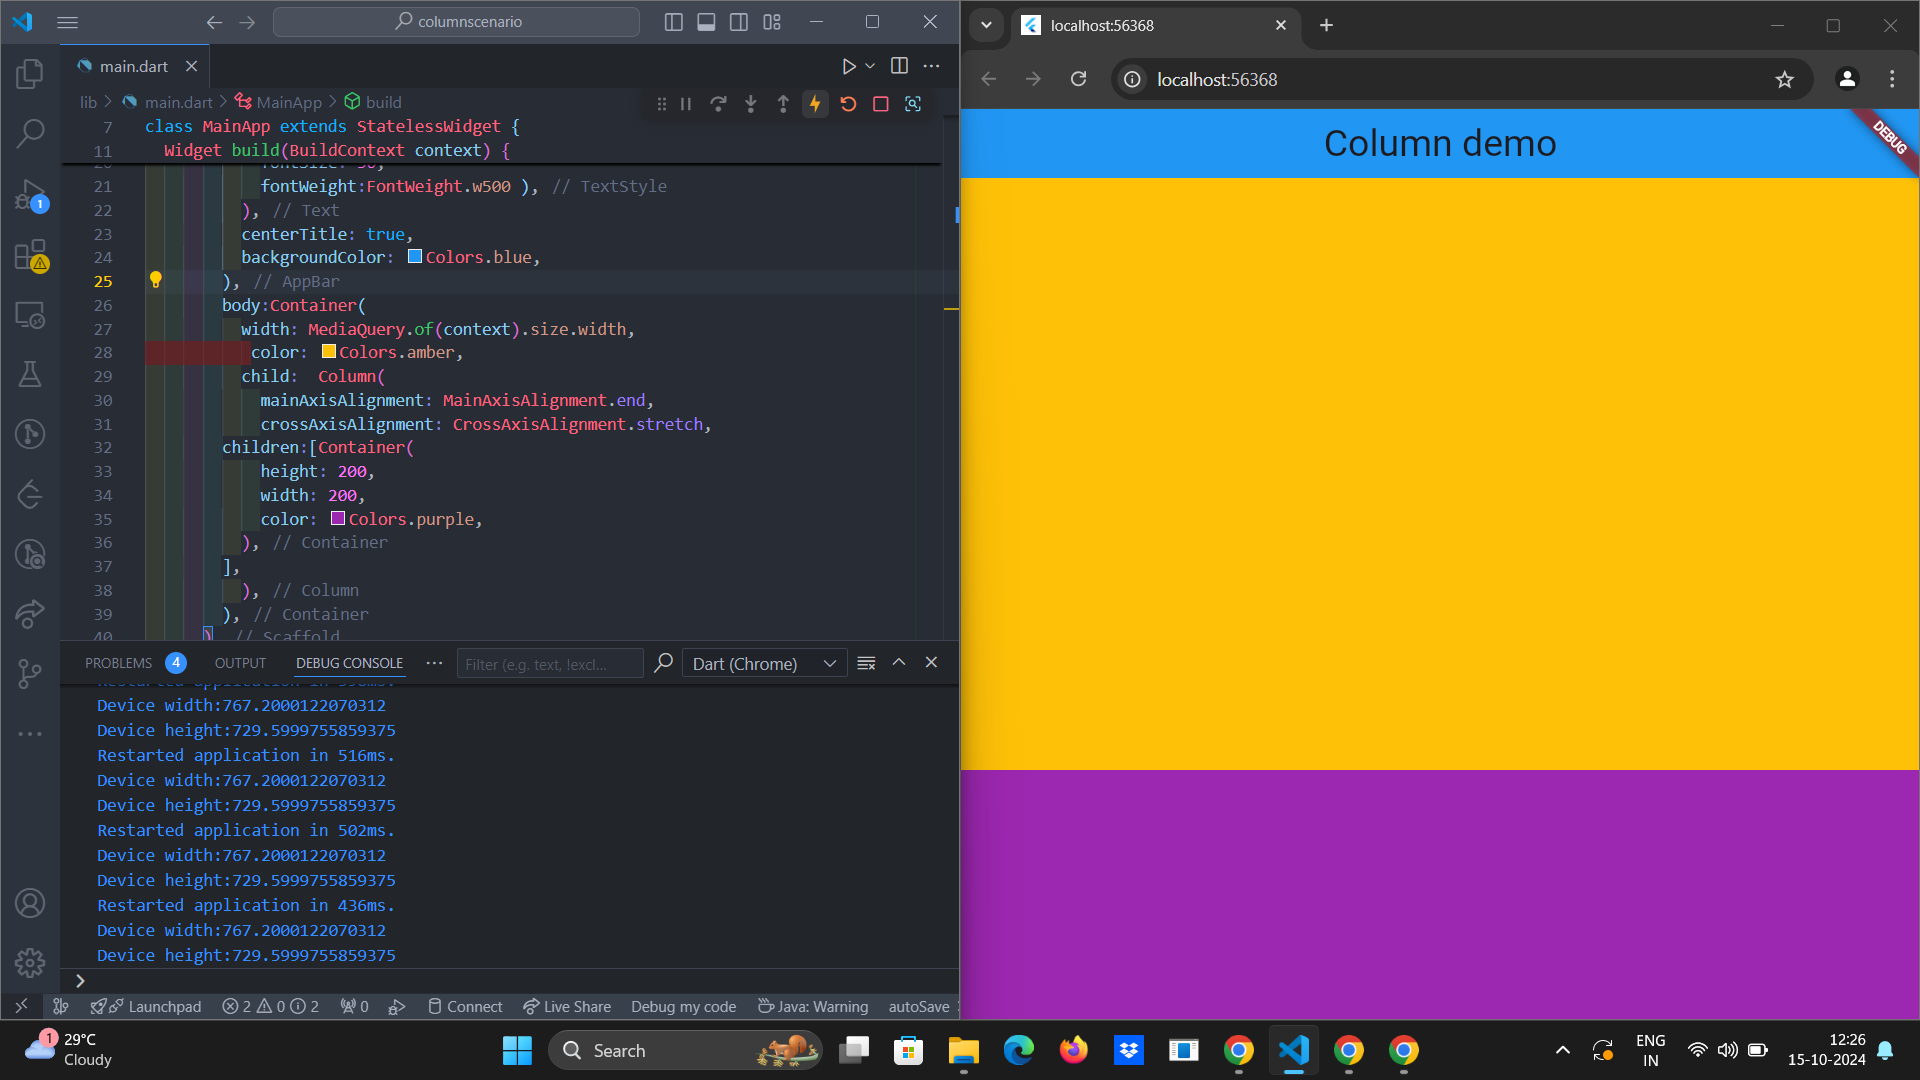 columnscenario
main.dart
lib > main.dart > MainApp > build
7 class MainApp extends StatelessWidget {
11 Widget build(BuildContext context) {
21 fontWeight:FontWeight.w500 ), // TextStyle
22 ), // Text
23 centerTitle: true,
24 backgroundColor: Colors.blue,
25 ), // AppBar
26 body:Container(
27 width: MediaQuery.of(context).size.width,
28 color: Colors.amber,
29 child: Column(
30 mainAxisAlignment: MainAxisAlignment.end,
31 crossAxisAlignment: CrossAxisAlignment.stretch,
32 children:[Container(
33 height: 200,
34 width: 200,
35 color: Colors.purple,
36 ), // Container
37 ],
38 ), // Column
39 ), // Container
40 ) // Scaffold
1
PROBLEMS 4 OUTPUT DEBUG CONSOLE Filter (e.g. text, !excl... Dart (Chrome)
Device width:767.2000122070312
Device height:729.5999755859375
Restarted application in 516ms.
Device width:767.2000122070312
Device height:729.5999755859375
Restarted application in 502ms.
Device width:767.2000122070312
Device height:729.5999755859375
Restarted application in 436ms.
Device width:767.2000122070312
Device height:729.5999755859375
Launchpad 2 0 2 0 Connect Live Share Debug my code Java: Warning autoSave
localhost:56368
localhost:56368
Column demo
DEBUG
1
29°C
Cloudy
Search
ENG
IN
12:26
15-10-2024